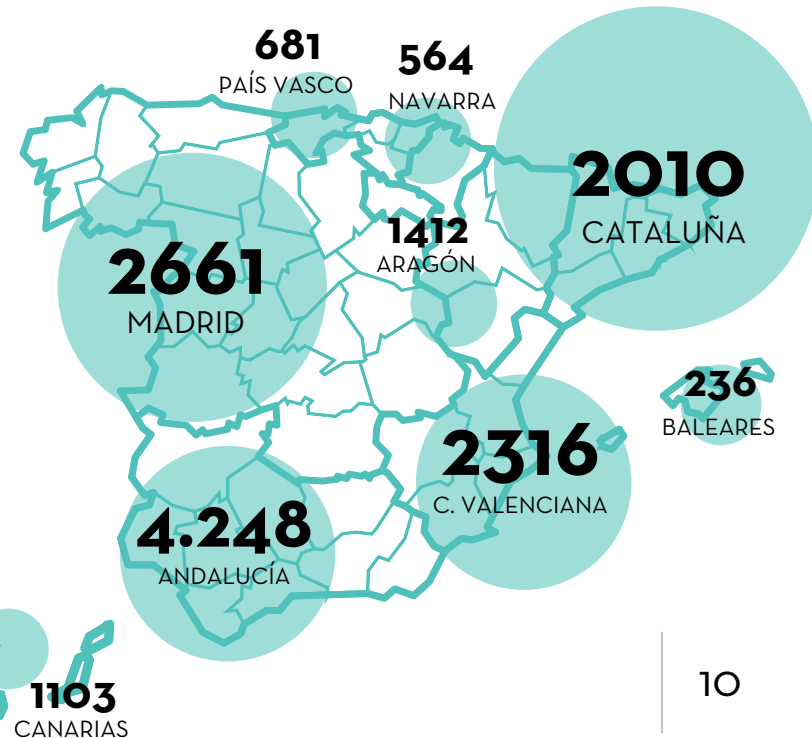 681
PAÍS VASCO
564
NAVARRA
2010
CATALUÑA
1412
ARAGÓN
2661
MADRID
236
BALEARES
2316
C. VALENCIANA
4.248
ANDALUCÍA
1103
CANARIAS
10